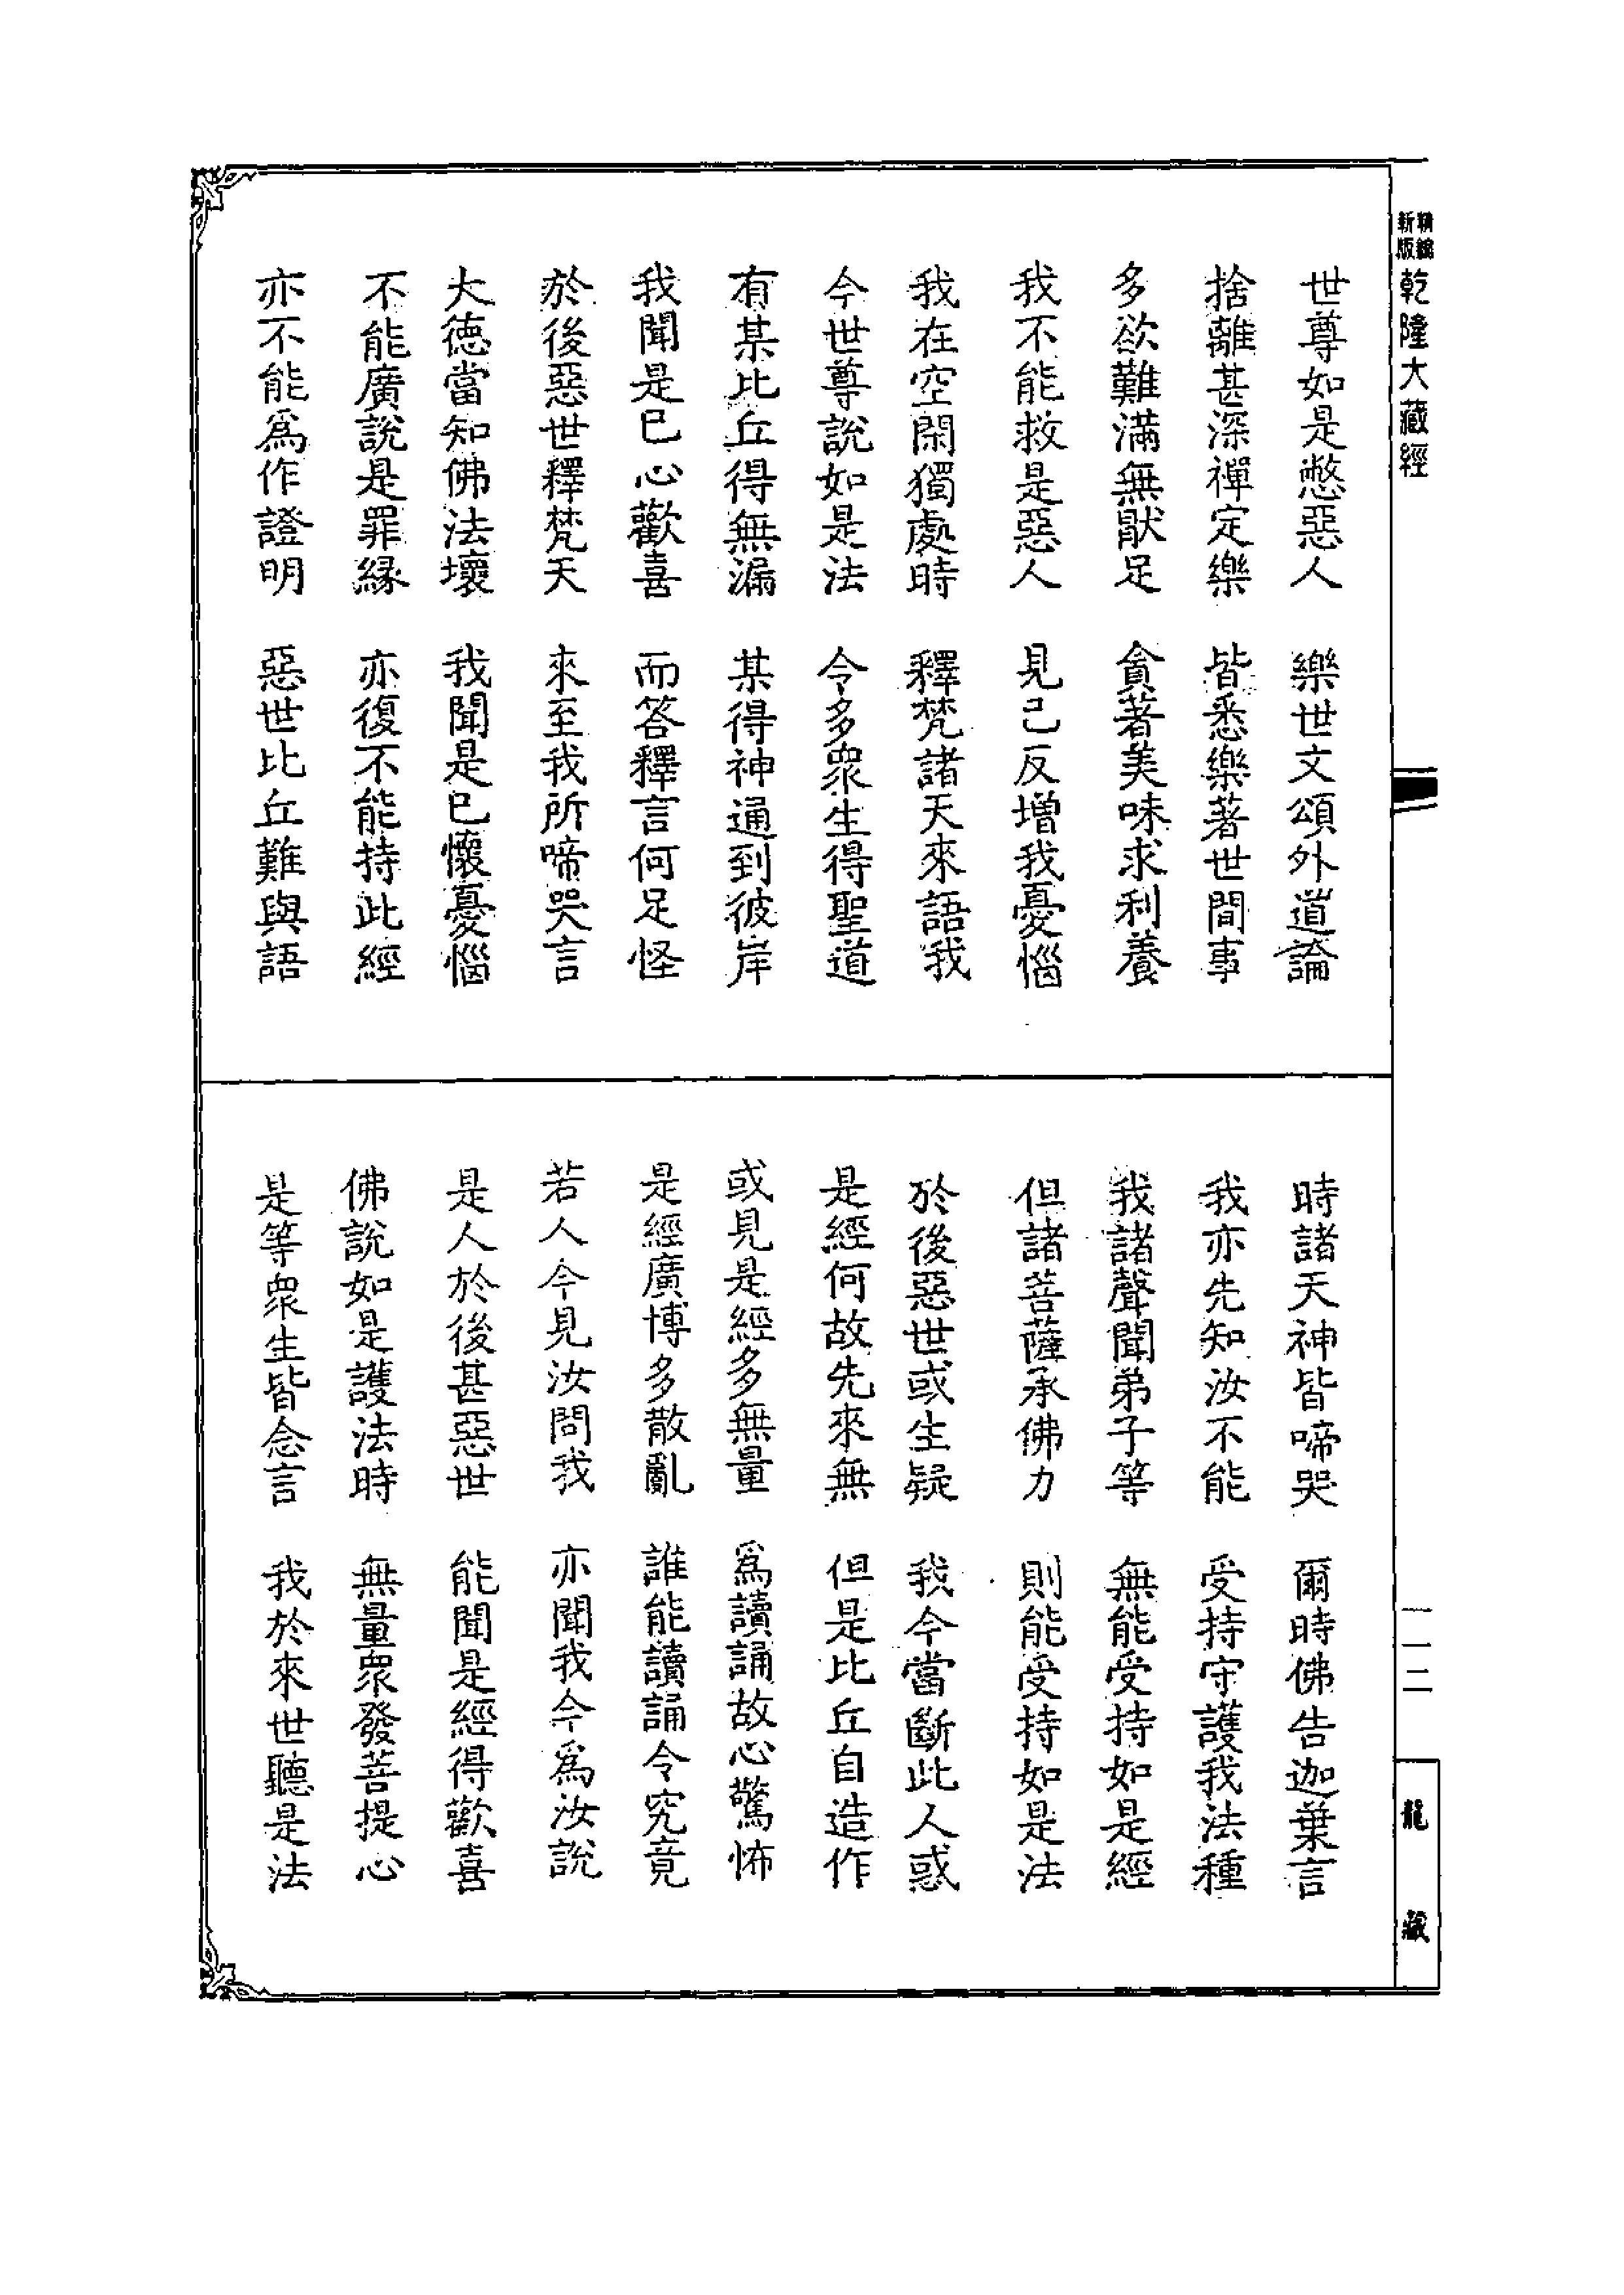 精編
新版
乾隆大藏經
世尊如是憋惡人　樂世文頌外道論
捨離甚深禪定樂　皆悉樂著世間事
多欲難滿無猒足　貪著美味求利養
我不能救是惡人　見已反增我憂惱
我在空閑獨處時　釋梵諸天來語我
今世尊說如是法　令多眾生得聖道
有某比丘得無漏　某得神通到彼岸
我聞是已心歡喜　而答釋言何足怪
於後惡世釋梵天　來至我所啼哭言
大德當知佛法壞　我聞是已懷憂惱
不能廣說是罪緣　亦復不能持此經
亦不能為作證明　惡世比丘難與語
時諸天神皆啼哭　爾時佛告迦葉言
我亦先知汝不能　受持守護我法種
我諸聲聞弟子等　無能受持如是經
但諸菩薩承佛力　則能受持如是法
於後惡世或生疑　我今當斷此人惑
是經何故先來無　但是比丘自造作
或見是經多無量　為讀誦故心驚怖
是經廣博多散亂　誰能讀誦令究竟
若人今見汝問我　亦聞我今為汝說
是人於後甚惡世　能聞是經得歡喜
佛說如是護法時　無量眾發菩提心
是等眾生皆念言　我於來世聽是法
一一二
龍藏